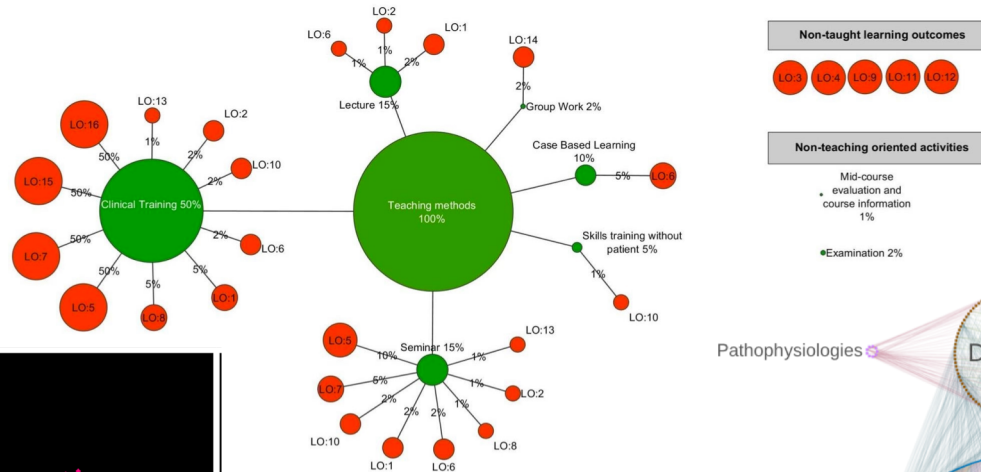 LO:2
LO:6
LO:1
1%
1%
2%
Lecture 15%
LO:14
2%
Group Work 2%
Case Based Learning
10%
5%
LO:6
Skills training without
patient 5%
1%
LO:10
Teaching methods
100%
LO:13
LO:16
LO:2
LO:10
LO:15
50%
1%
2%
2%
50%
Clinical Training 50%
50%
2%
LO:6
LO:7
50%
5%
5%
LO:5
LO:8
LO:1
Seminar 15%
LO:5
LO:13
10%
1%
LO:7
5%
1%
LO:2
2%
2%
2%
1%
LO:10
LO:8
LO:1
LO:6
Non-taught learning outcomes
LO:3
LO:4
LO:9
LO:11
LO:12
Non-teaching oriented activities
Mid-course
evaluation and
course information
1%
Examination 2%
Pathophysiologies
D